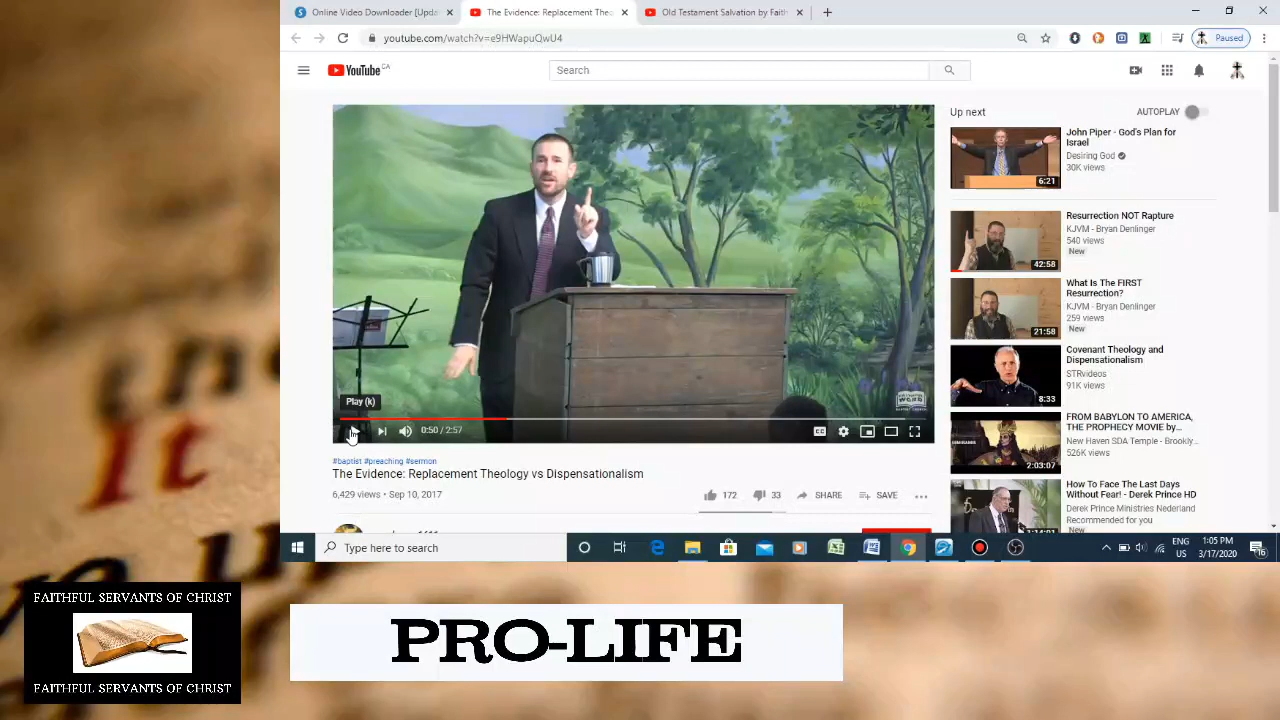 Online Video Downloader [Upda
The Evidence: Replacement Theo
Old Testament Salvation by Faith
youtube.com/watch?v=e9HWapuQwU4
Paused
YouTube CA
Search
Play (k)
0:50 / 2:57
#baptist #preaching #sermon
The Evidence: Replacement Theology vs Dispensationalism
6,429 views • Sep 10, 2017
172
33
SHARE
SAVE
Up next
AUTOPLAY
John Piper - God's Plan for
Israel
Desiring God
30K views
6:21
Resurrection NOT Rapture
KJVM - Bryan Denlinger
540 views
New
42:58
What Is The FIRST
Resurrection?
KJVM - Bryan Denlinger
259 views
New
21:58
Covenant Theology and
Dispensationalism
STRvideos
91K views
8:33
FROM BABYLON TO AMERICA,
THE PROPHECY MOVIE by...
New Haven SDA Temple - Brookly...
526K views
2:03:07
How To Face The Last Days
Without Fear! - Derek Prince HD
Derek Prince Ministries Nederland
Recommended for you
Type here to search
ENG
US
1:05 PM
3/17/2020
16
It
FAITHFUL SERVANTS OF CHRIST
FAITHFUL SERVANTS OF CHRIST
PRO-LIFE